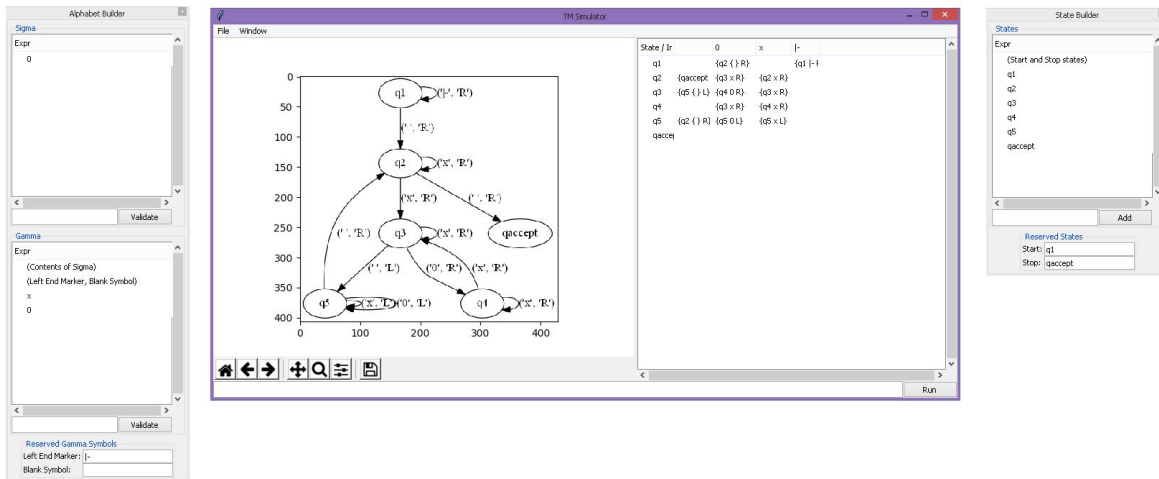 Alphabet Builder
x
Sigma
Expr
0
Validate
Gamma
Expr
(Contents of Sigma)
(Left End Marker, Blank Symbol)
x
0
Validate
Reserved Gamma Symbols
Left End Marker: |-
Blank Symbol:
TM Simulator
File Window
0
50
100
150
200
250
300
350
400
0 100 200 300 400
q1 ('|-', 'R')
(' ', 'R')
q2 ('x', 'R')
('x', 'R') (' ', 'R')
(' ', 'R') q3 ('x', 'R') qaccept
(' ', 'L') ('0', 'R') ('x', 'R')
q5 ('x', 'L') ('0', 'L') q4 ('x', 'R')
State / Ir 0 x |-
q1 {q2 { } R} {q1 |- F
q2 {qaccept {q3 x R} {q2 x R}
q3 {q5 { } L} {q4 0 R} {q3 x R}
q4 {q3 x R} {q4 x R}
q5 {q2 { } R} {q5 0 L} {q5 x L}
qaccep
Run
State Builder
States
Expr
(Start and Stop states)
q1
q2
q3
q4
q5
qaccept
Add
Reserved States
Start: q1
Stop: qaccept